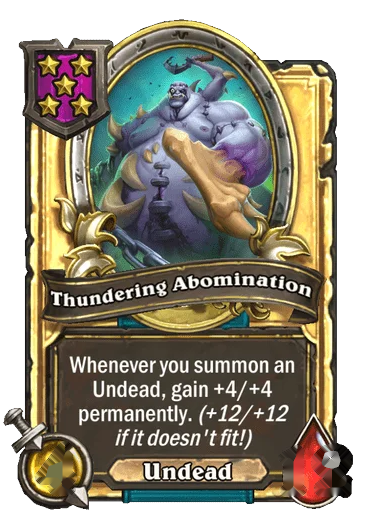 Thundering Abomination
Whenever you summon an
Undead, gain +4/+4
permanently. (+12/+12
if it doesn't fit!)
Undead